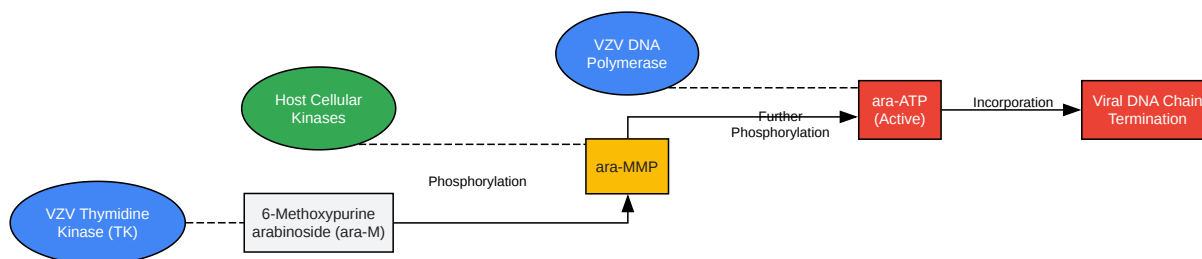 VZV DNA
Polymerase
Host Cellular
Kinases
ara-ATP
(Active)
Incorporation
Viral DNA Chain
Termination
Further
Phosphorylation
ara-MMP
Phosphorylation
VZV Thymidine
Kinase (TK)
6-Methoxypurine
arabinoside (ara-M)